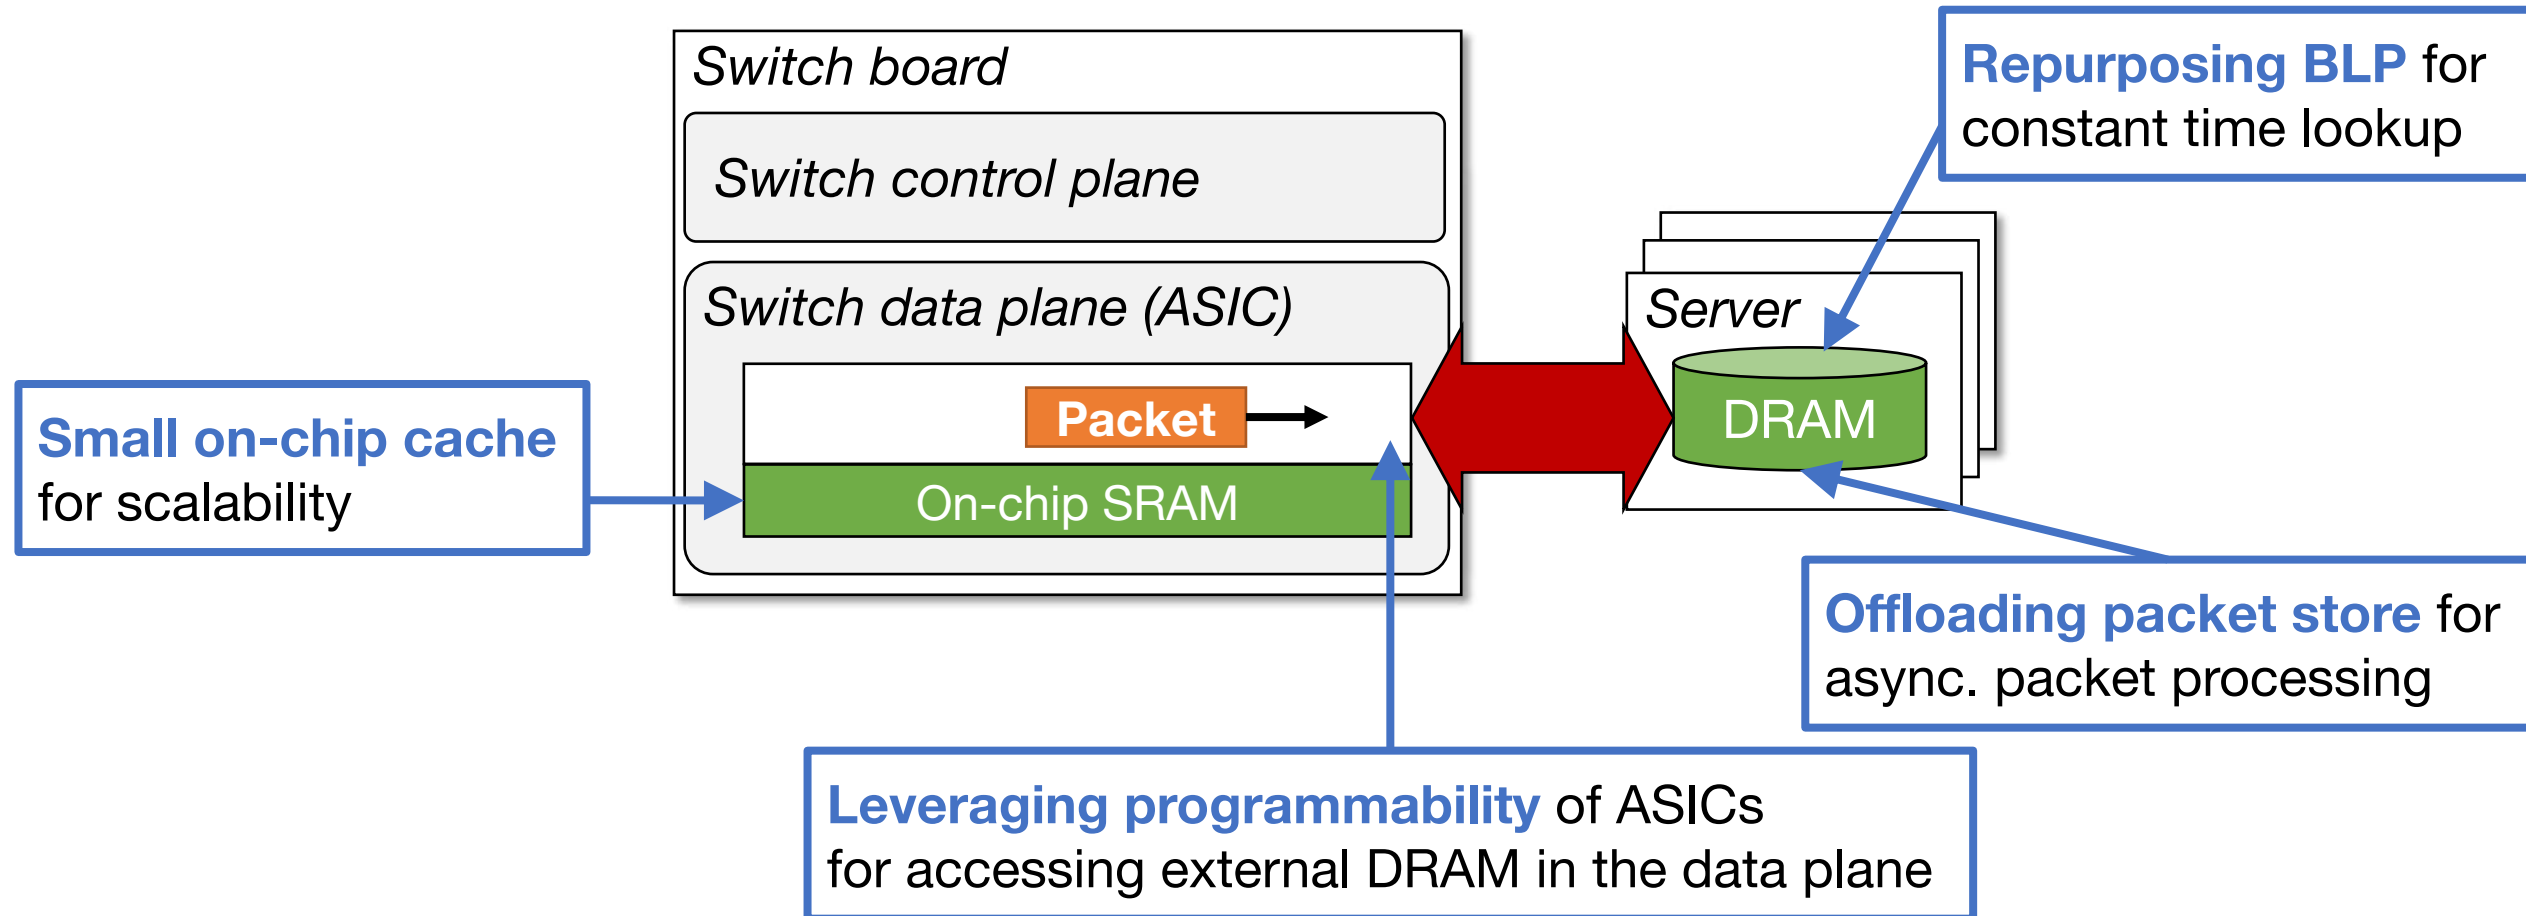 Switch board
Switch control plane
Switch data plane (ASIC)
Packet
On-chip SRAM
Small on-chip cache
for scalability
Repurposing BLP for
constant time lookup
Server
DRAM
Offloading packet store for
async. packet processing
Leveraging programmability of ASICs
for accessing external DRAM in the data plane